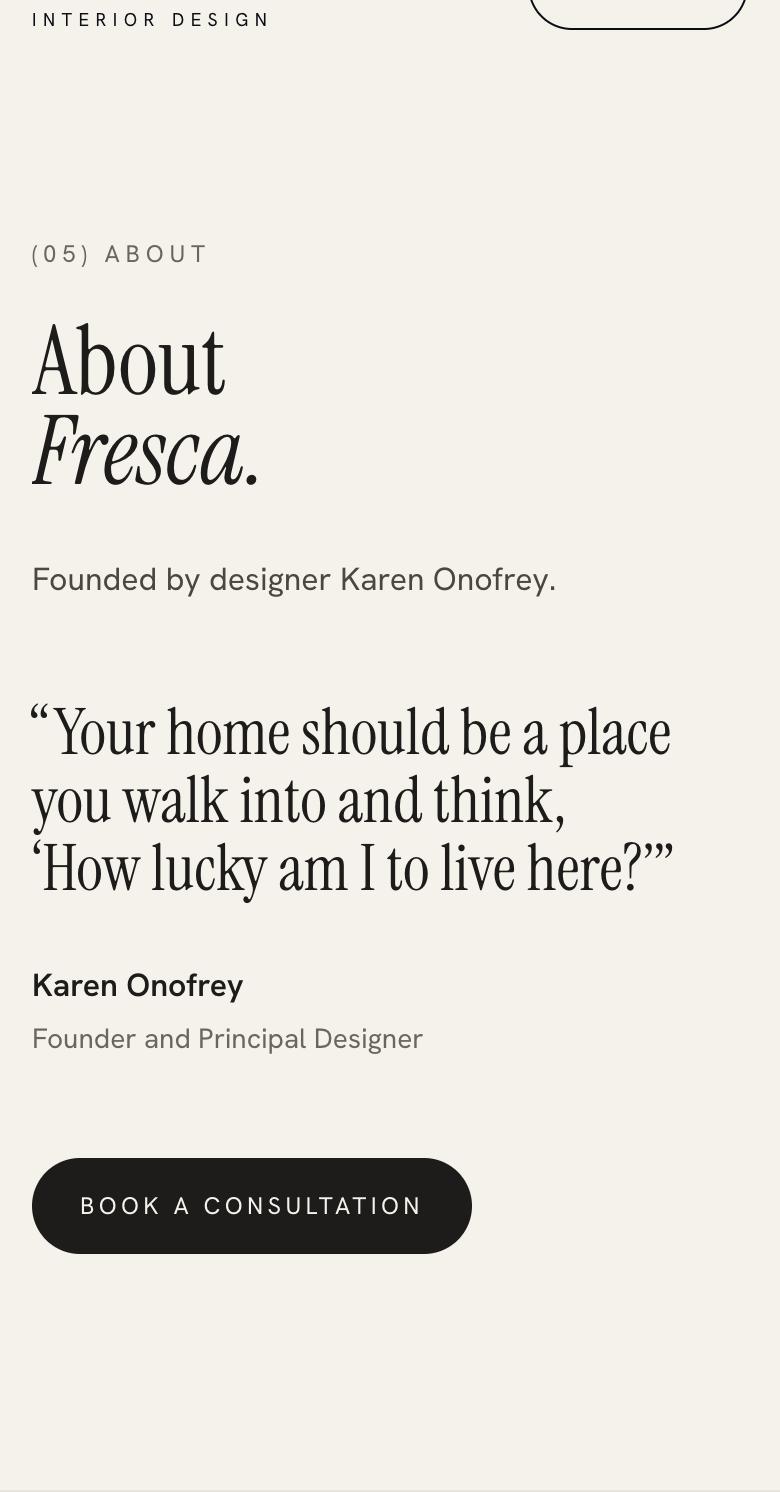 INTERIOR DESIGN
(05) ABOUT
About
Fresca.
Founded by designer Karen Onofrey.
“Your home should be a place
you walk into and think,
‘How lucky am I to live here?’”
Karen Onofrey
Founder and Principal Designer
BOOK A CONSULTATION